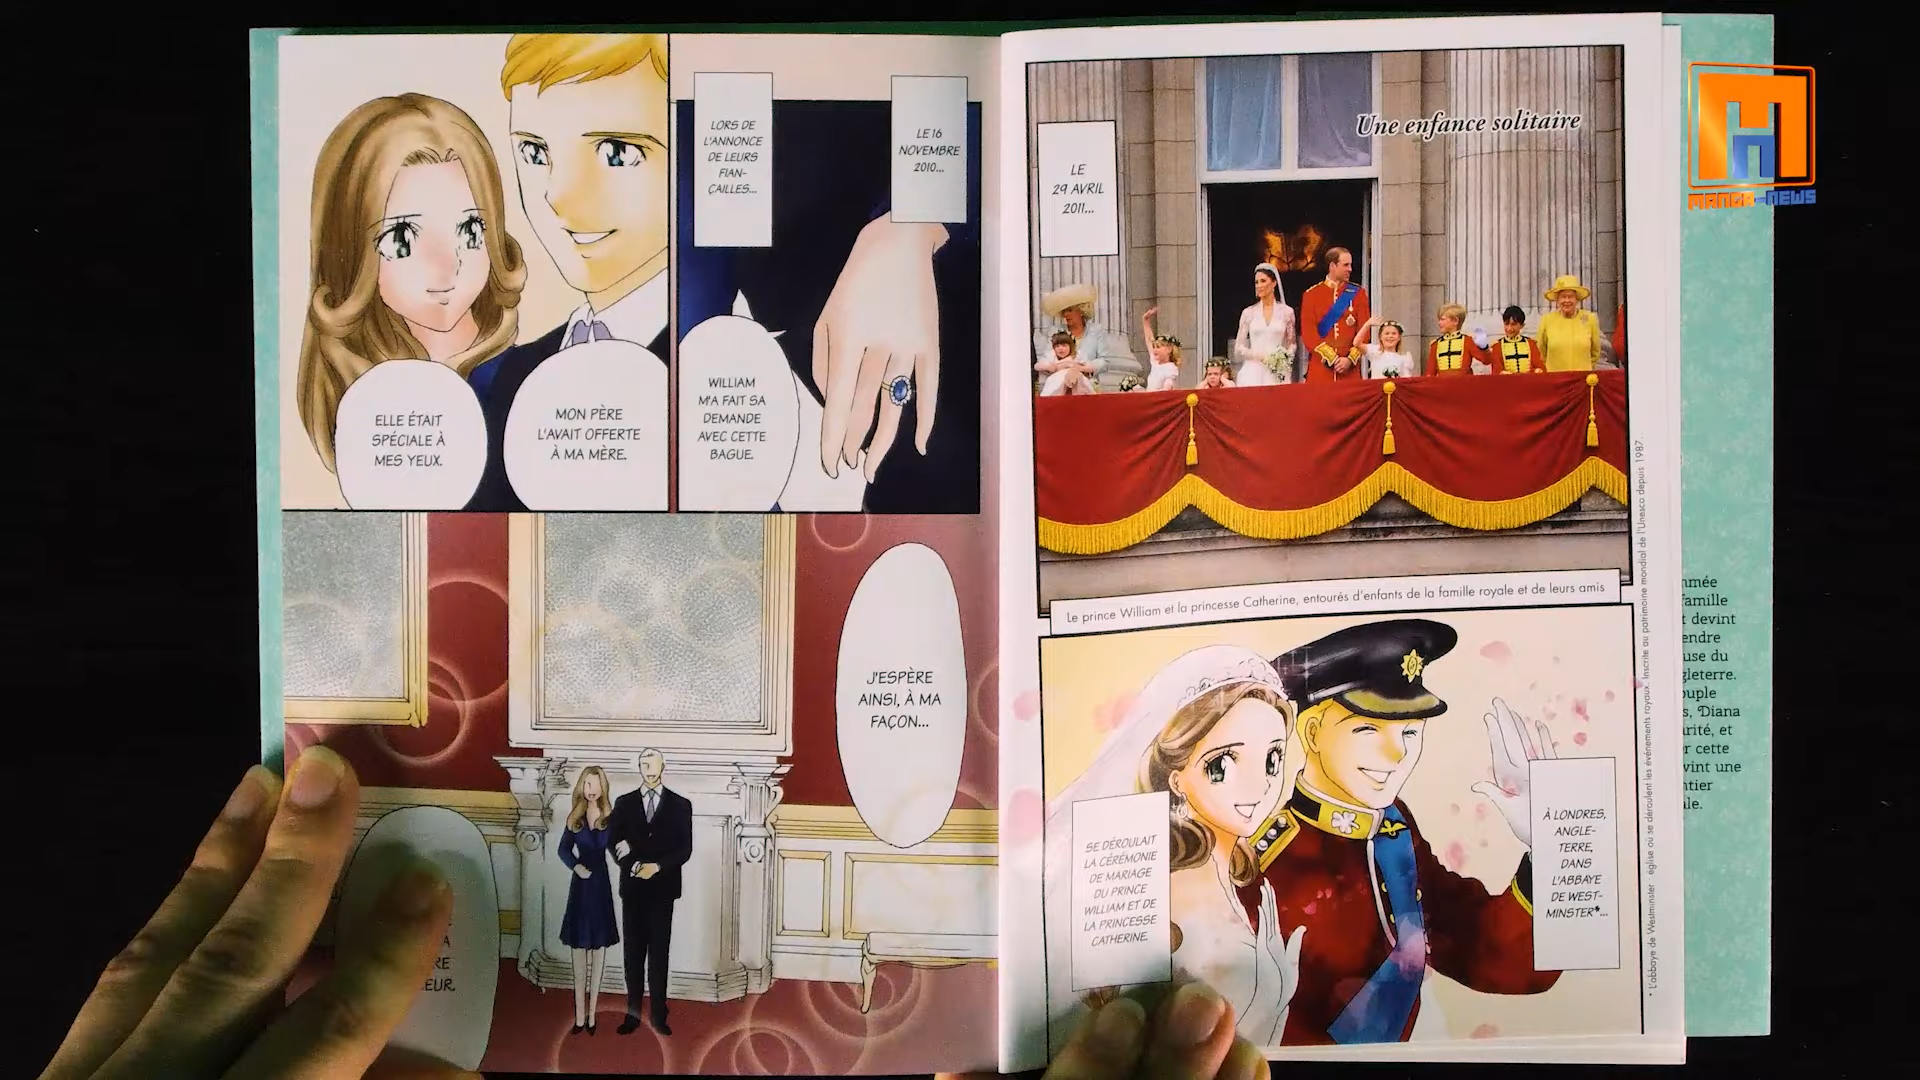 Une enfance solitaire
LE
29 AVRIL
2011...
Le prince William et la princesse Catherine, entourés d'enfants de la famille royale et de leurs amis
À LONDRES,
ANGLE-
TERRE,
DANS
L'ABBAYE
DE WEST-
MINSTER*...
SE DÉROULAIT
LA CÉRÉMONIE
DE MARIAGE
DU PRINCE
WILLIAM ET DE
LA PRINCESSE
CATHERINE.
* L'abbaye de Westminster : église où se déroulent les événements royaux. Inscrite au patrimoine mondial de l'Unesco depuis 1987.
LE 16
NOVEMBRE
2010...
LORS DE
L'ANNONCE
DE LEURS
FIAN-
ÇAILLES...
WILLIAM
M'A FAIT SA
DEMANDE
AVEC CETTE
BAGUE.
MON PÈRE
L'AVAIT OFFERTE
À MA MÈRE.
ELLE ÉTAIT
SPÉCIALE À
MES YEUX.
J'ESPÈRE
AINSI, À MA
FAÇON...
famille
devint
Diana
cette
une
MANGA-NEWS